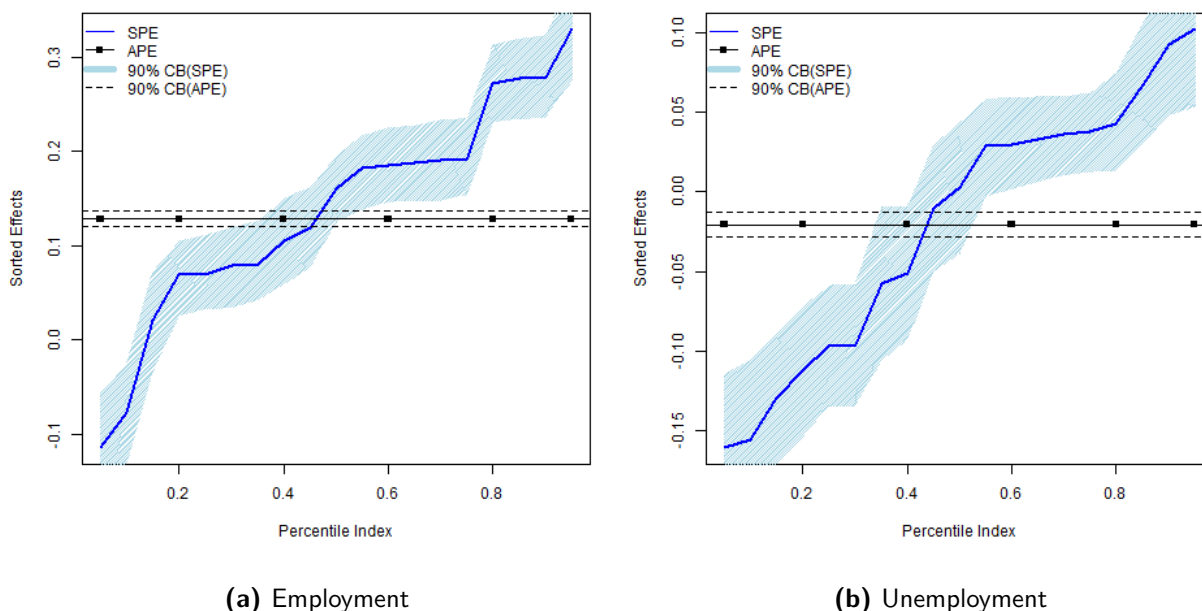 SPE
APE
90% CB(SPE)
90% CB(APE)
Sorted Effects
0.3
0.2
0.1
0.0
-0.1
0.2 0.4 0.6 0.8
Percentile Index
(a) Employment
SPE
APE
90% CB(SPE)
90% CB(APE)
Sorted Effects
0.10
0.05
0.00
-0.05
-0.10
-0.15
0.2 0.4 0.6 0.8
Percentile Index
(b) Unemployment